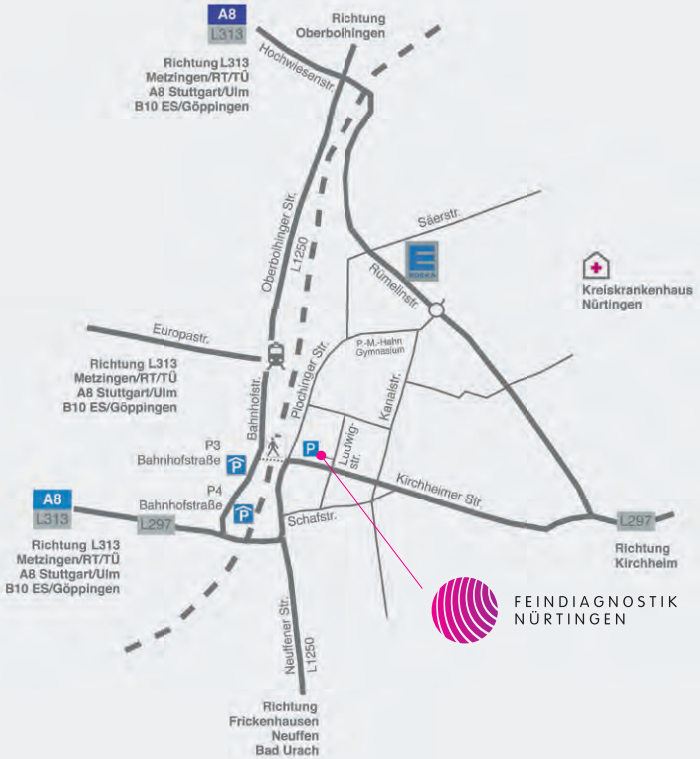 A8
L313
Richtung L313
Metzingen/RT/TÜ
A8 Stuttgart/Ulm
B10 ES/Göppingen
Richtung
Oberboihingen
Hochwiesenstr.
Oberboihinger Str.
L1250
Säerstr.
Rümelinstr.
E
EDEKA
Kreiskrankenhaus
Nürtingen
Europastr.
Richtung L313
Metzingen/RT/TÜ
A8 Stuttgart/Ulm
B10 ES/Göppingen
P.-M.-Hahn
Gymnasium
Plochinger Str.
Kanalstr.
Bahnhofstr.
P
Ludwig-
str.
P3
Bahnhofstraße
P
P4
Bahnhofstraße
P
Kirchheimer Str.
Schafstr.
A8
L313
L297
Richtung L313
Metzingen/RT/TÜ
A8 Stuttgart/Ulm
B10 ES/Göppingen
L297
Richtung
Kirchheim
FEINDIAGNOSTIK
NÜRTINGEN
Neuffener Str.
L1250
Richtung
Frickenhausen
Neuffen
Bad Urach